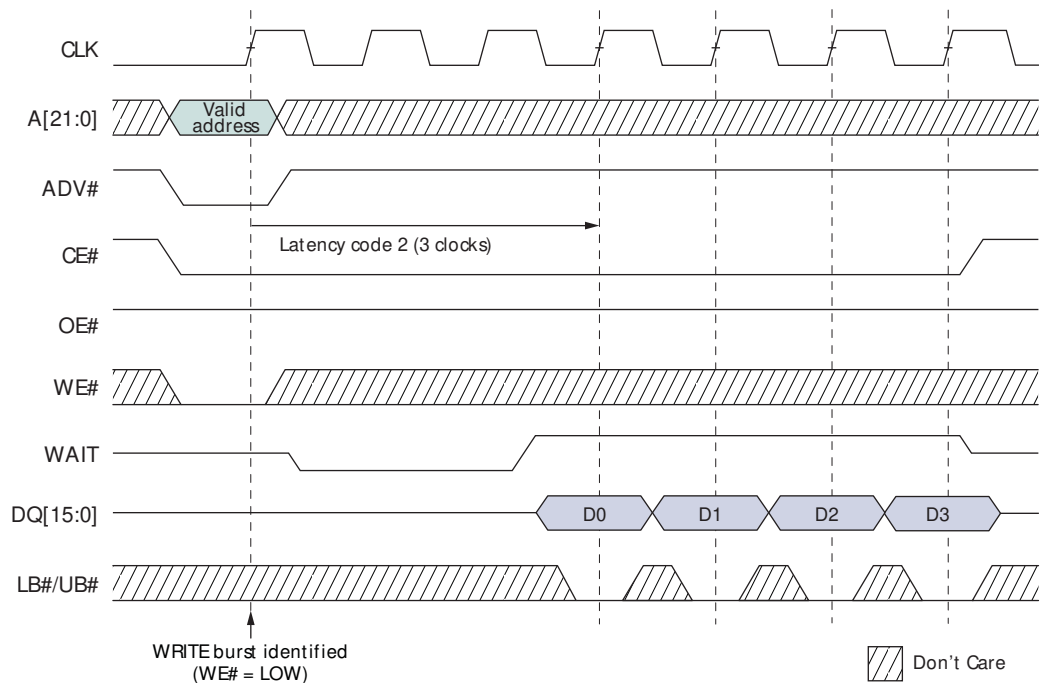 CLK
A[21:0]
Valid
address
ADV#
Latency code 2 (3 clocks)
CE#
OE#
WE#
WAIT
DQ[15:0]
D0 D1 D2 D3
LB#/UB#
WRITE burst identified
(WE# = LOW)
Don't Care